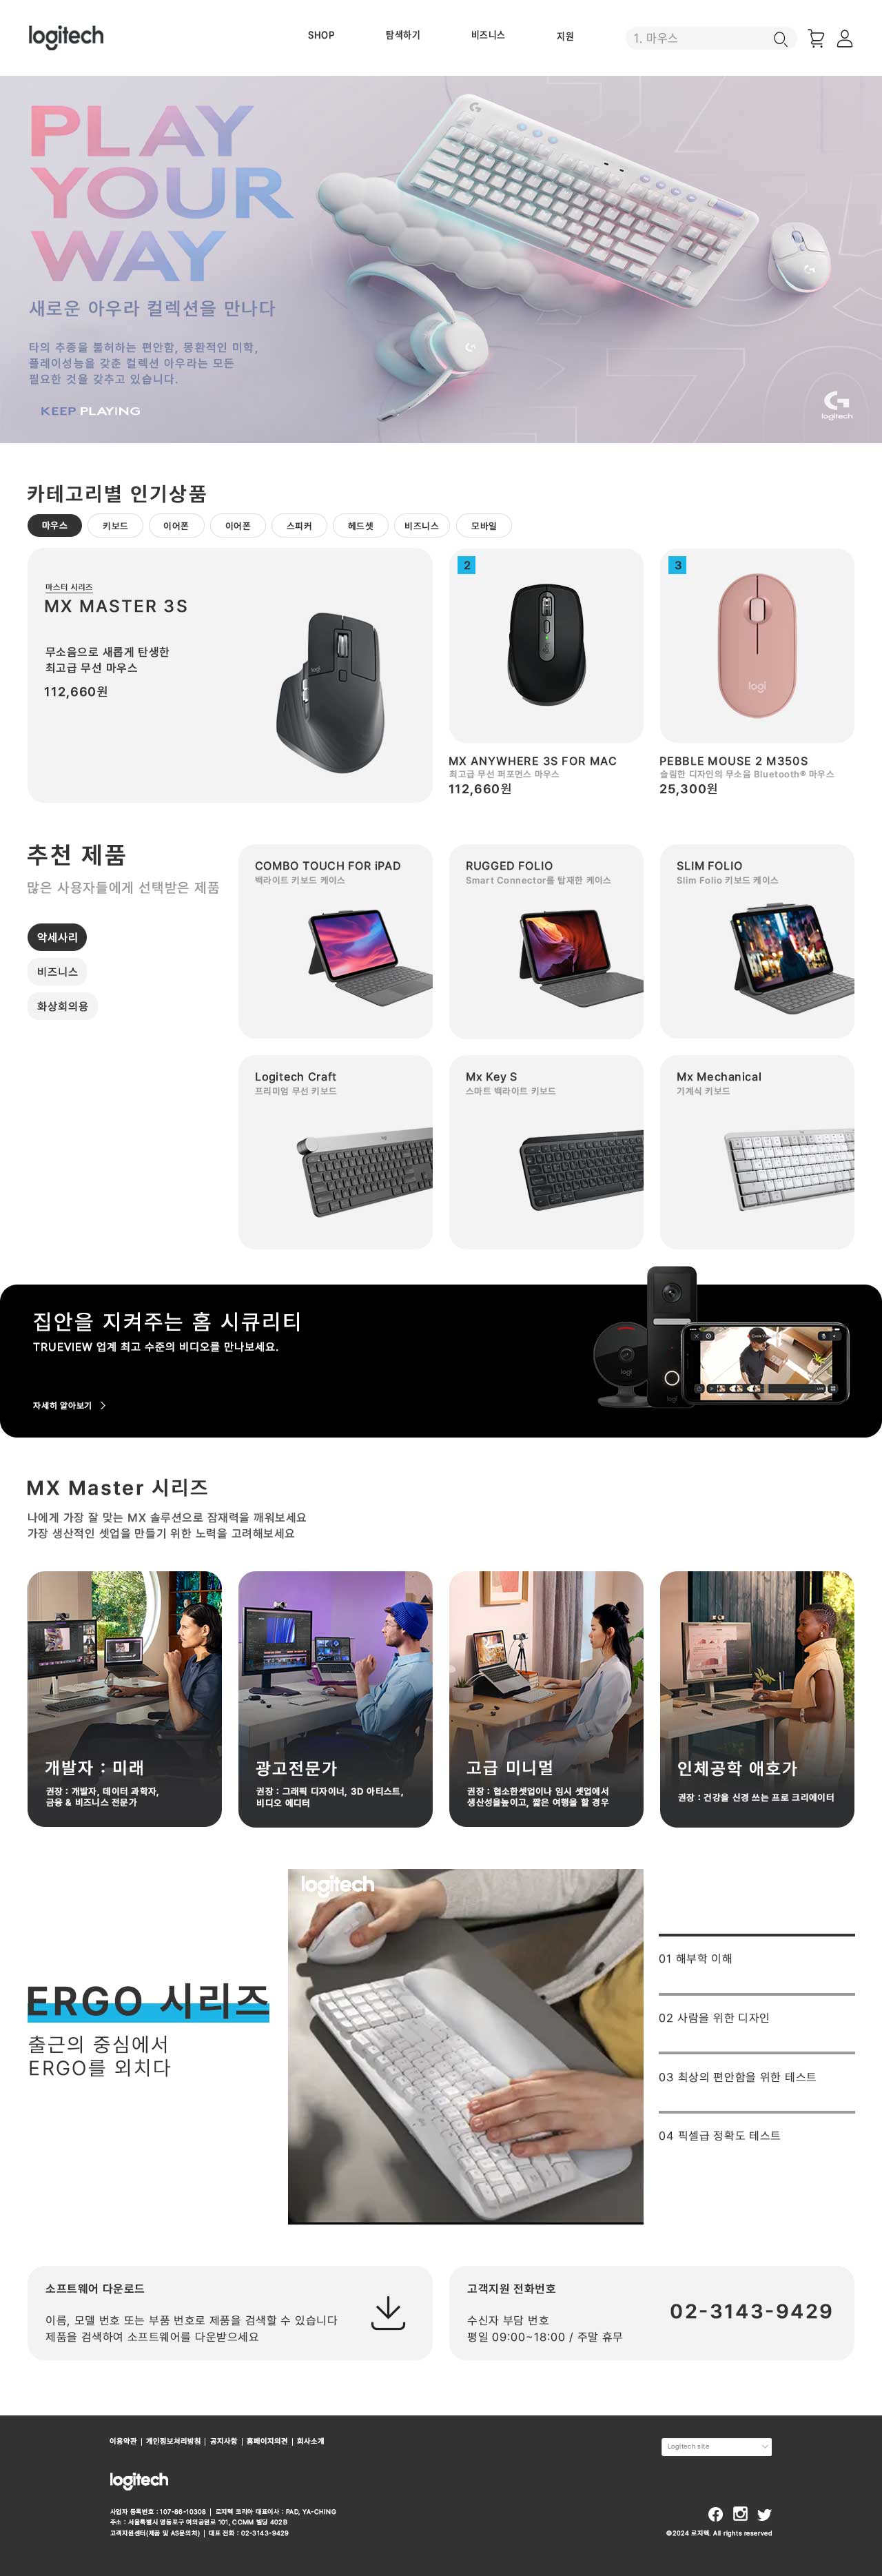 logitech
SHOP
탐색하기
비즈니스
지원
1. 마우스
PLAY
YOUR
WAY
새로운 아우라 컬렉션을 만나다
타의 추종을 불허하는 편안함, 몽환적인 미학,
플레이성능을 갖춘 컬렉션 아우라는 모든
필요한 것을 갖추고 있습니다.
KEEP PLAYING
logitech
카테고리별 인기상품
마우스
키보드
이어폰
이어폰
스피커
헤드셋
비즈니스
모바일
마스터 시리즈
MX MASTER 3S
무소음으로 새롭게 탄생한
최고급 무선 마우스
112,660원
2
MX ANYWHERE 3S FOR MAC
최고급 무선 퍼포먼스 마우스
112,660원
3
logi
PEBBLE MOUSE 2 M350S
슬림한 디자인의 무소음 Bluetooth® 마우스
25,300원
추천 제품
많은 사용자들에게 선택받은 제품
악세사리
비즈니스
화상회의용
COMBO TOUCH FOR iPAD
백라이트 키보드 케이스
RUGGED FOLIO
Smart Connector를 탑재한 케이스
SLIM FOLIO
Slim Folio 키보드 케이스
Logitech Craft
프리미엄 무선 키보드
Mx Key S
스마트 백라이트 키보드
Mx Mechanical
기계식 키보드
집안을 지켜주는 홈 시큐리티
TRUEVIEW 업계 최고 수준의 비디오를 만나보세요.
자세히 알아보기
logi
MX Master 시리즈
나에게 가장 잘 맞는 MX 솔루션으로 잠재력을 깨워보세요
가장 생산적인 셋업을 만들기 위한 노력을 고려해보세요
개발자 : 미래
권장 : 개발자, 데이터 과학자,
금융 & 비즈니스 전문가
광고전문가
권장 : 그래픽 디자이너, 3D 아티스트,
비디오 에디터
고급 미니멀
권장 : 협소한셋업이나 임시 셋업에서
생산성을높이고, 짧은 여행을 할 경우
인체공학 애호가
권장 : 건강을 신경 쓰는 프로 크리에이터
ERGO 시리즈
출근의 중심에서
ERGO를 외치다
logitech
01 해부학 이해
02 사람을 위한 디자인
03 최상의 편안함을 위한 테스트
04 픽셀급 정확도 테스트
소프트웨어 다운로드
이름, 모델 번호 또는 부품 번호로 제품을 검색할 수 있습니다
제품을 검색하여 소프트웨어를 다운받으세요
고객지원 전화번호
수신자 부담 번호
평일 09:00~18:00 / 주말 휴무
02-3143-9429
이용약관 | 개인정보처리방침 | 공지사항 | 홈페이지의견 | 회사소개
Logitech site
logitech
사업자 등록번호 : 107-86-10308 | 로지텍 코리아 대표이사 : PAD, YA-CHING
주소 : 서울특별시 영등포구 여의공원로 101, CCMM 빌딩 402B
고객지원센터(제품 및 AS문의처) | 대표 전화 : 02-3143-9429
©2024 로지텍. All rights reserved